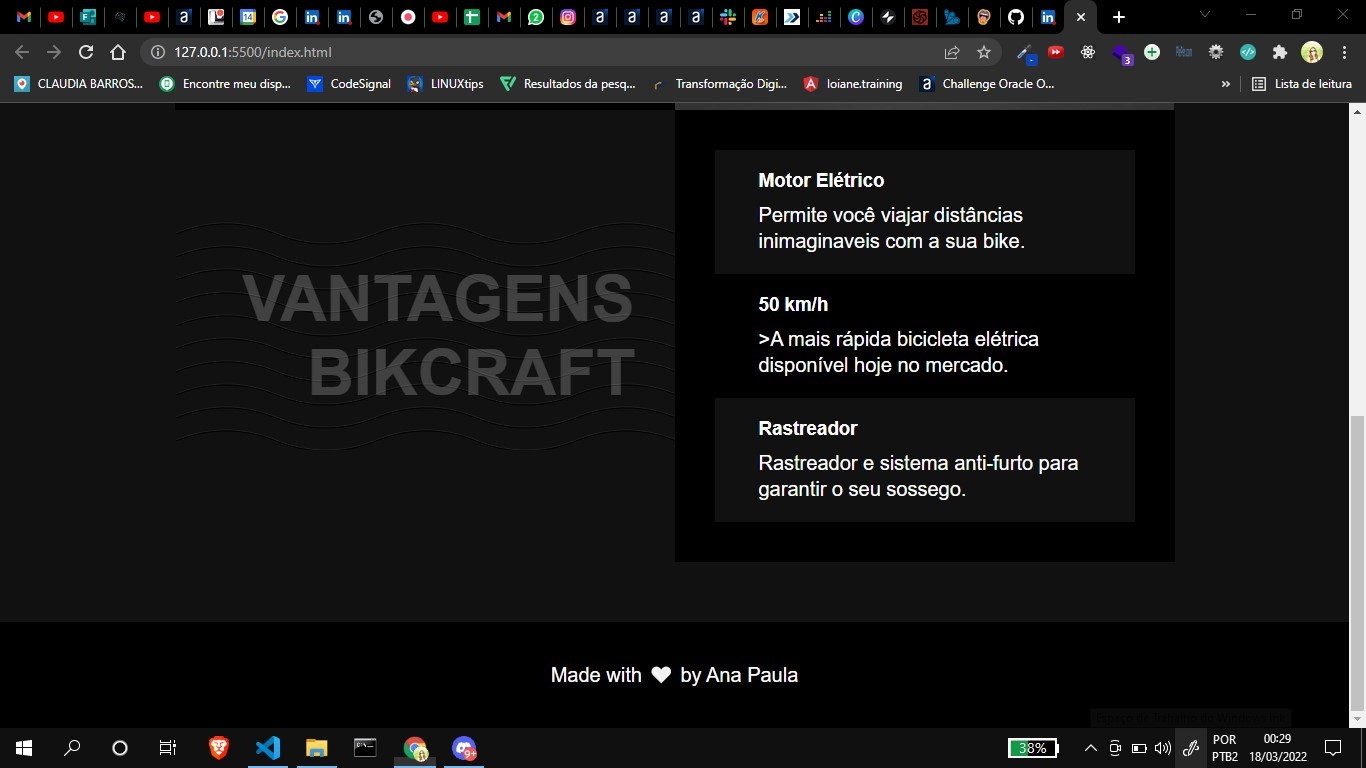 127.0.0.1:5500/index.html
CLAUDIA BARROS...
Encontre meu disp...
CodeSignal
LINUXtips
Resultados da pesq...
Transformação Digi...
loiane.training
Challenge Oracle O...
»
Lista de leitura
VANTAGENS
BIKCRAFT
Motor Elétrico
Permite você viajar distâncias
inimaginaveis com a sua bike.
50 km/h
>A mais rápida bicicleta elétrica
disponível hoje no mercado.
Rastreador
Rastreador e sistema anti-furto para
garantir o seu sossego.
Made with ♥ by Ana Paula
38%
POR
PTB2
00:29
18/03/2022